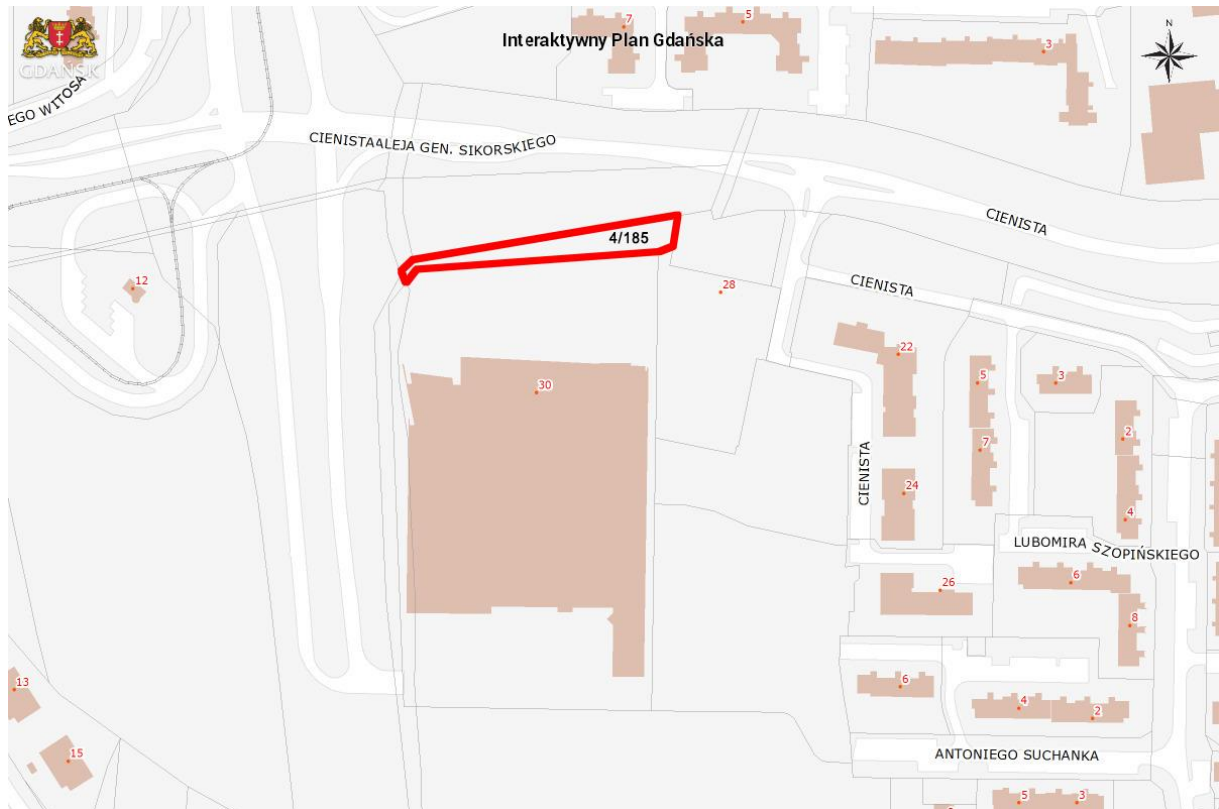 7
5
Interaktywny Plan Gdańska
N
3
GDAŃSK
EGO WITOSA
CIENISTAALEJA GEN. SIKORSKIEGO
CIENISTA
4/185
12
28
CIENISTA
22
5
3
30
2
7
CIENISTA
24
4
LUBOMIRA SZOPIŃSKIEGO
26
6
8
13
6
4
2
15
ANTONIEGO SUCHANKA
5
3